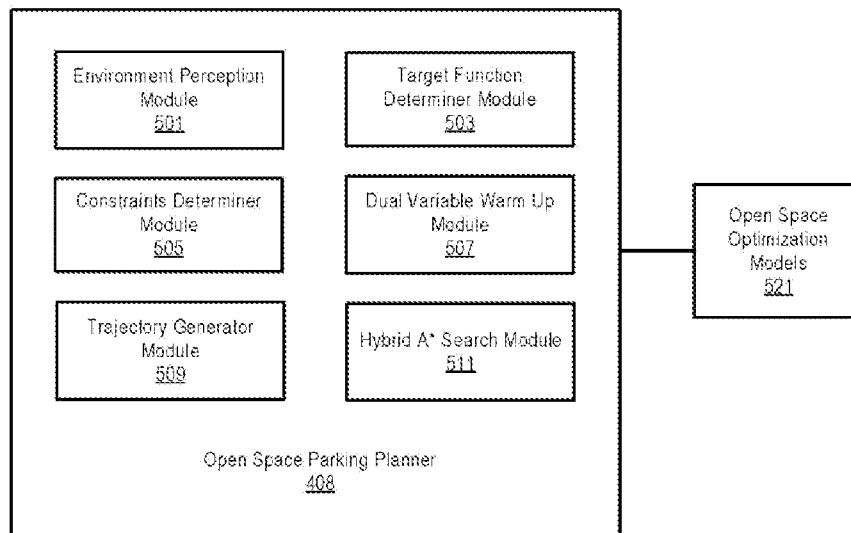 Environment Perception
Module
501
Target Function
Determiner Module
503
Constraints Determiner
Module
505
Dual Variable Warm Up
Module
507
Trajectory Generator
Module
509
Hybrid A* Search Module
511
Open Space Parking Planner
408
Open Space
Optimization
Models
521